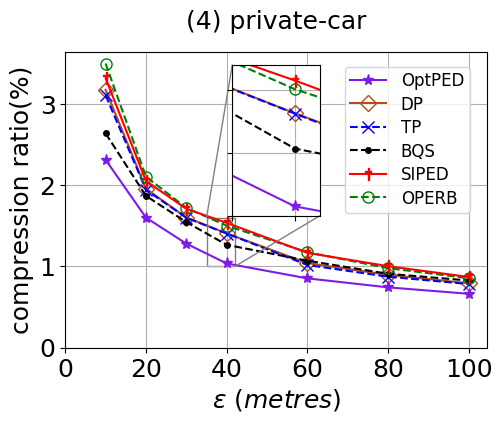 (4) private-car
compression ratio(%)
3
2
1
0
OptPED
DP
TP
BQS
SIPED
OPERB
0 20 40 60 80 100
ε (metres)